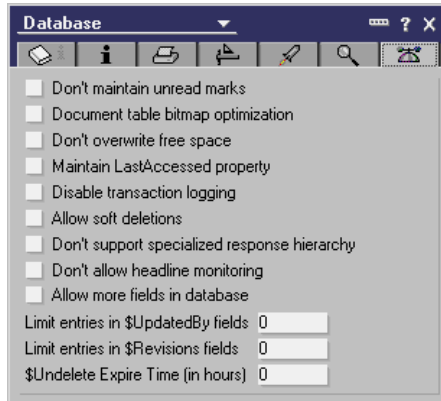 Database
? X
i
Don't maintain unread marks
Document table bitmap optimization
Don't overwrite free space
Maintain LastAccessed property
Disable transaction logging
Allow soft deletions
Don't support specialized response hierarchy
Don't allow headline monitoring
Allow more fields in database
Limit entries in $UpdatedBy fields 0
Limit entries in $Revisions fields 0
$Undelete Expire Time (in hours) 0